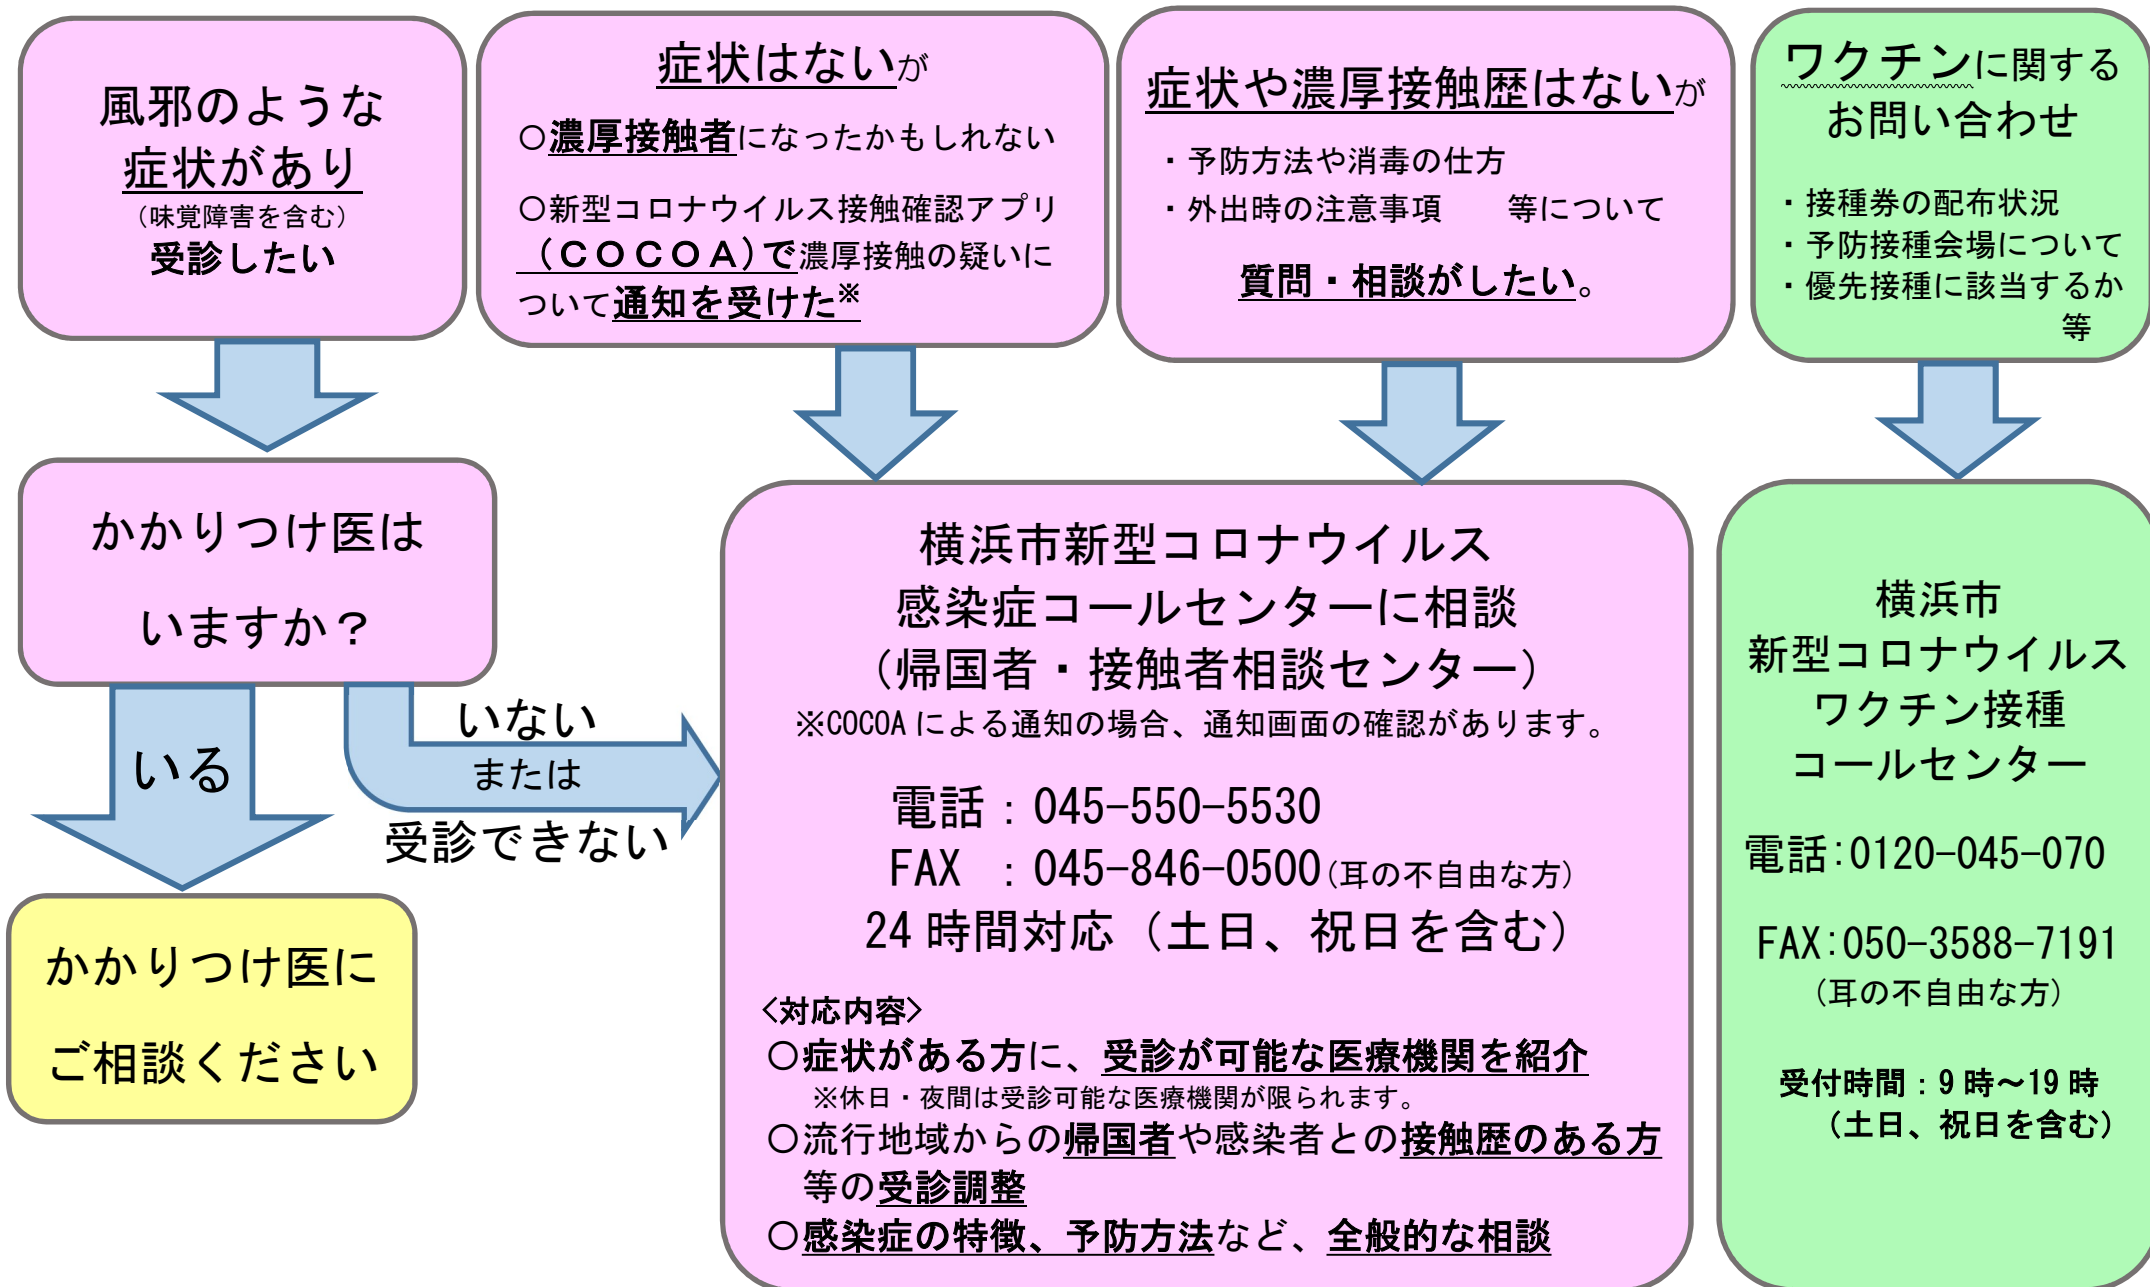 風邪のような
症状があり
（味覚障害を含む）
受診したい
症状はないが
○濃厚接触者になったかもしれない
○新型コロナウイルス接触確認アプリ
（ＣＯＣＯＡ）で濃厚接触の疑いに
ついて通知を受けた※
症状や濃厚接触歴はないが
・予防方法や消毒の仕方
・外出時の注意事項　　等について
質問・相談がしたい。
ワクチンに関する
お問い合わせ
・接種券の配布状況
・予防接種会場について
・優先接種に該当するか
等
かかりつけ医は
いますか？
いる
いない
または
受診できない
かかりつけ医に
ご相談ください
横浜市新型コロナウイルス
感染症コールセンターに相談
（帰国者・接触者相談センター）
※COCOAによる通知の場合、通知画面の確認があります。
電話：045-550-5530
FAX　：045-846-0500（耳の不自由な方）
24時間対応（土日、祝日を含む）
<対応内容>
○症状がある方に、受診が可能な医療機関を紹介
※休日・夜間は受診可能な医療機関が限られます。
○流行地域からの帰国者や感染者との接触歴のある方
等の受診調整
○感染症の特徴、予防方法など、全般的な相談
横浜市
新型コロナウイルス
ワクチン接種
コールセンター
電話：0120-045-070
FAX：050-3588-7191
（耳の不自由な方）
受付時間：9時～19時
（土日、祝日を含む）